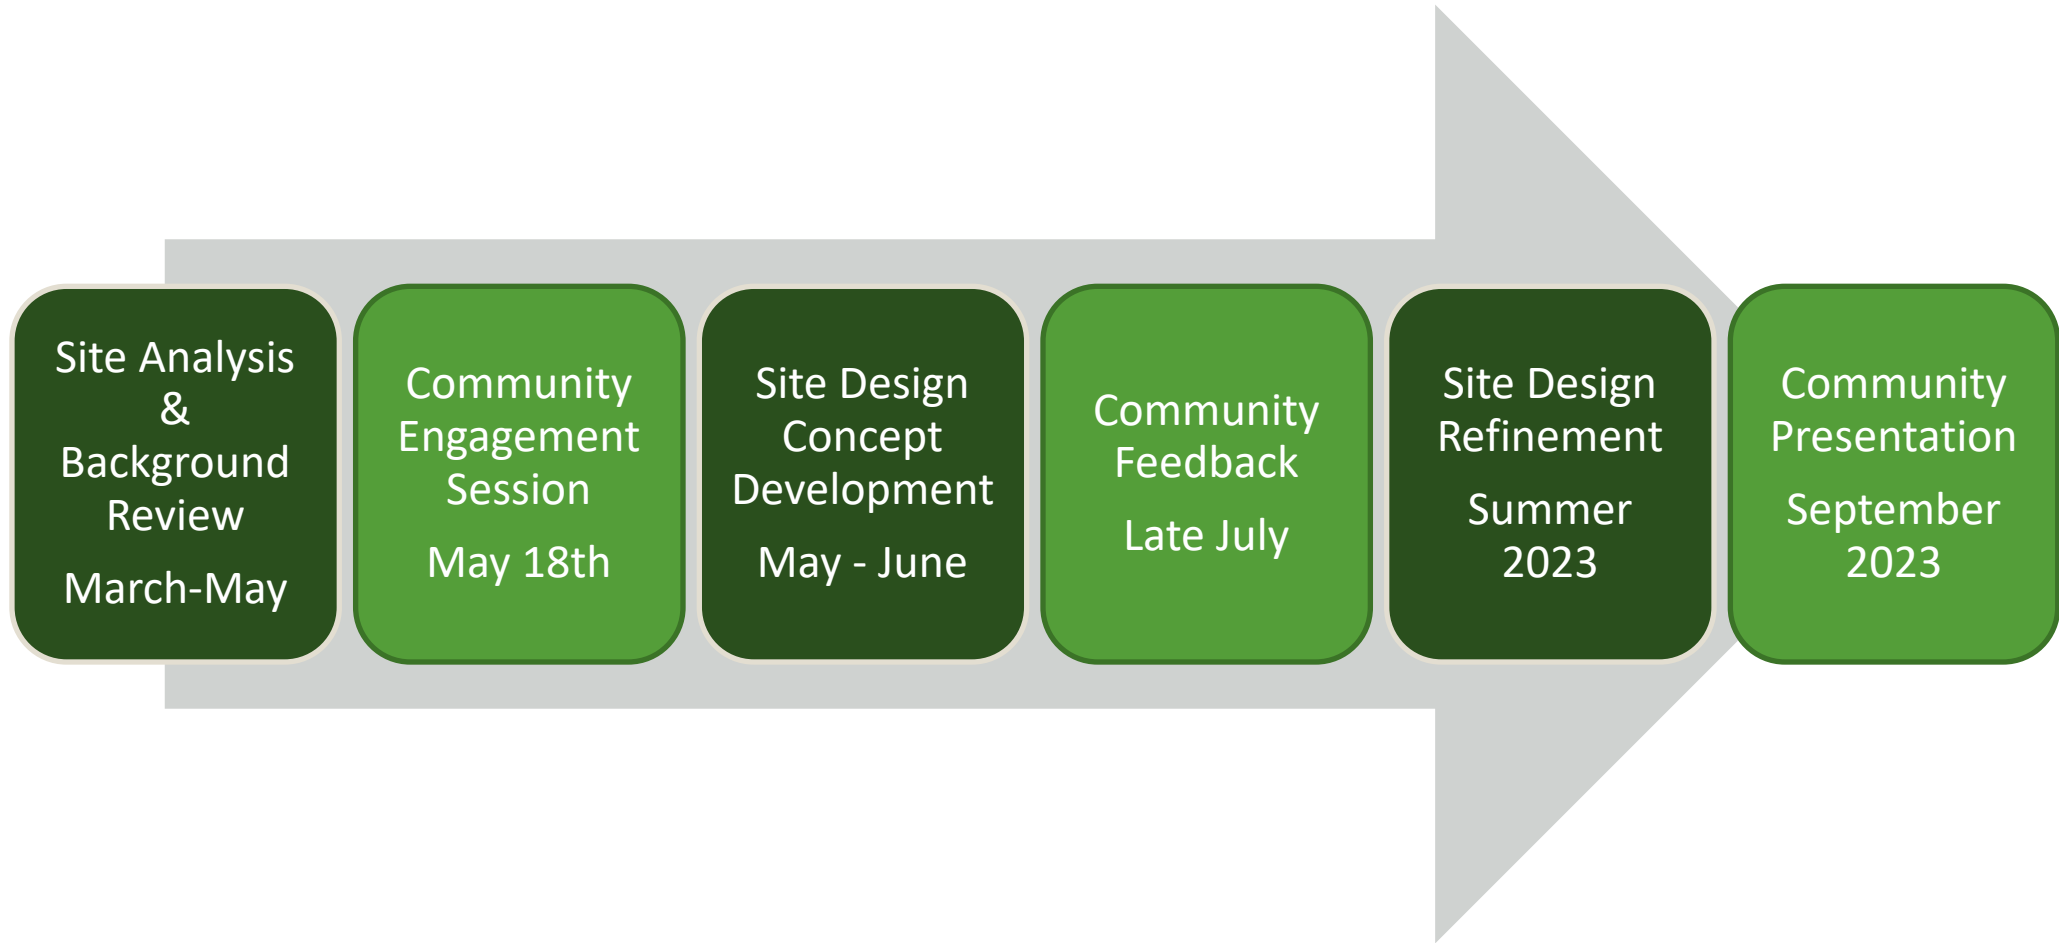 Site Analysis
&
Background
Review
March-May
Community
Engagement
Session
May 18th
Site Design
Concept
Development
May - June
Community
Feedback
Late July
Site Design
Refinement
Summer
2023
Community
Presentation
September
2023